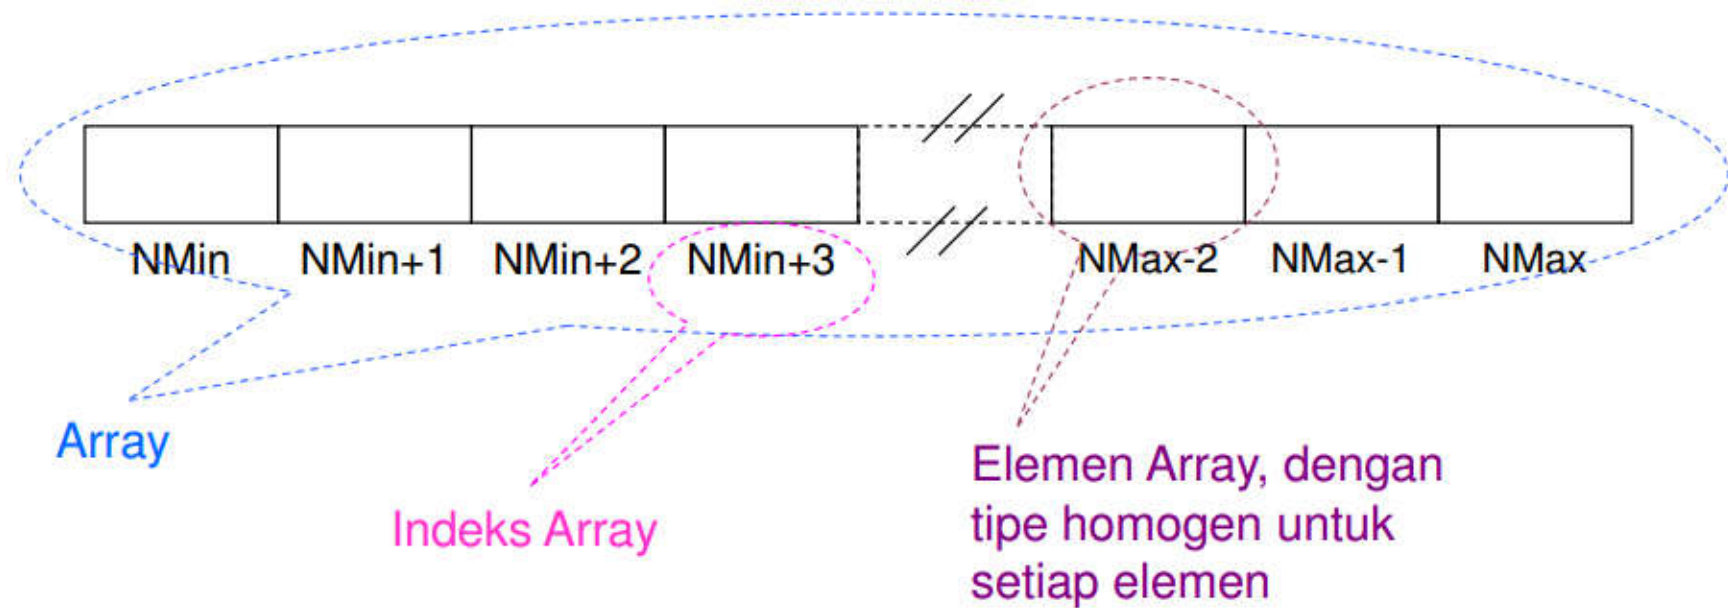 NMin NMin+1 NMin+2 NMin+3 NMax-2 NMax-1 NMax
Array
Indeks Array
Elemen Array, dengan
tipe homogen untuk
setiap elemen